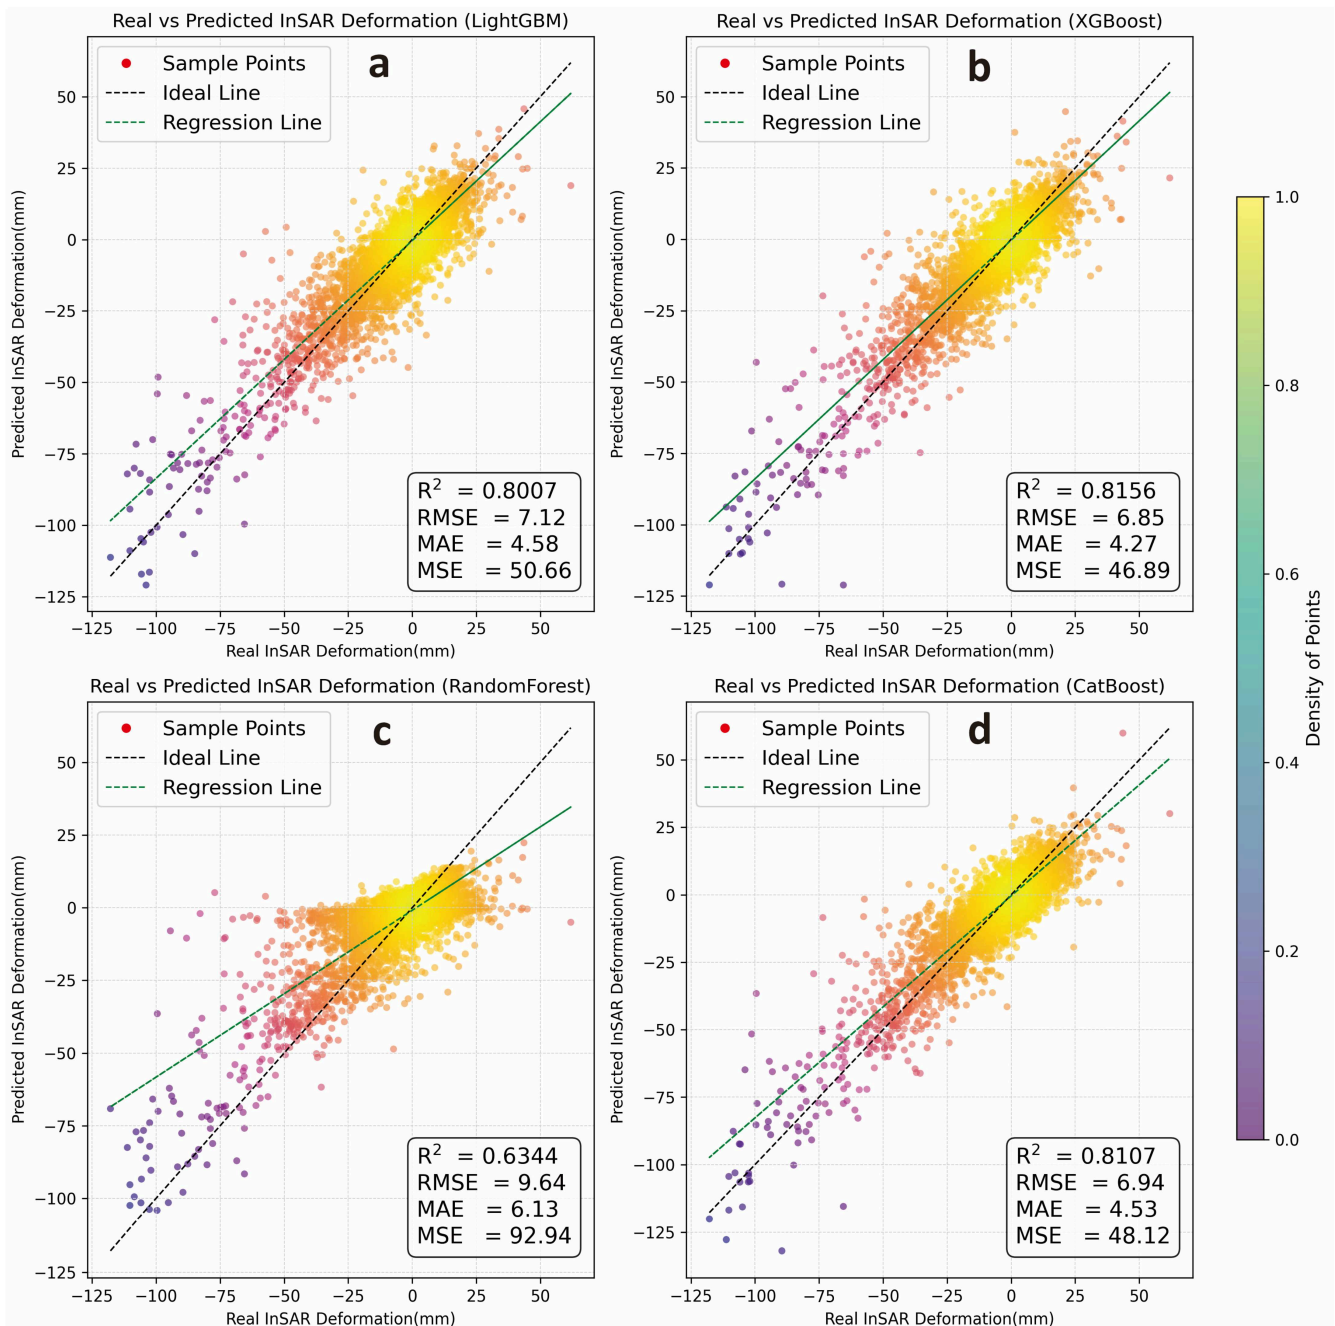 Real vs Predicted InSAR Deformation (LightGBM)
a
Sample Points
Ideal Line
Regression Line
50
25
0
−25
−50
−75
−100
−125
Predicted InSAR Deformation(mm)
R² = 0.8007
RMSE = 7.12
MAE = 4.58
MSE = 50.66
−125 −100 −75 −50 −25 0 25 50
Real InSAR Deformation(mm)
Real vs Predicted InSAR Deformation (XGBoost)
b
Sample Points
Ideal Line
Regression Line
50
25
0
−25
−50
−75
−100
−125
Predicted InSAR Deformation(mm)
R² = 0.8156
RMSE = 6.85
MAE = 4.27
MSE = 46.89
−125 −100 −75 −50 −25 0 25 50
Real InSAR Deformation(mm)
Real vs Predicted InSAR Deformation (RandomForest)
c
Sample Points
Ideal Line
Regression Line
50
25
0
−25
−50
−75
−100
−125
Predicted InSAR Deformation(mm)
R² = 0.6344
RMSE = 9.64
MAE = 6.13
MSE = 92.94
−125 −100 −75 −50 −25 0 25 50
Real InSAR Deformation(mm)
Real vs Predicted InSAR Deformation (CatBoost)
d
Sample Points
Ideal Line
Regression Line
50
25
0
−25
−50
−75
−100
−125
Predicted InSAR Deformation(mm)
R² = 0.8107
RMSE = 6.94
MAE = 4.53
MSE = 48.12
−125 −100 −75 −50 −25 0 25 50
Real InSAR Deformation(mm)
1.0
0.8
0.6
0.4
0.2
0.0
Density of Points